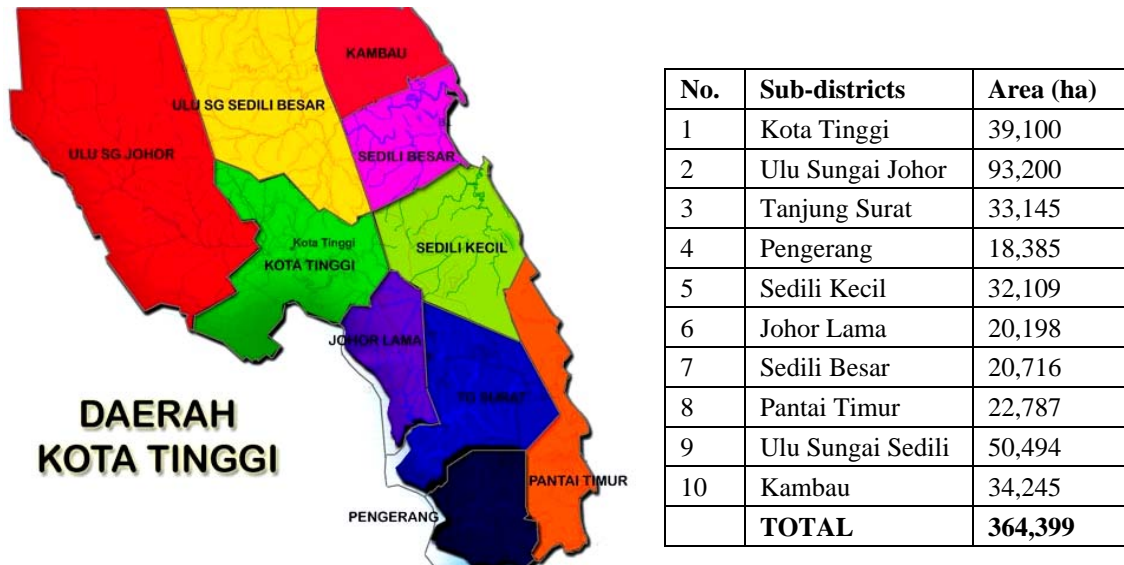 KAMBAU
ULU SG SEDILI BESAR
ULU SG JOHOR
SEDILI BESAR
Kota Tinggi
KOTA TINGGI
SEDILI KECIL
JOHOR LAMA
TG SURAT
PANTAI TIMUR
PENGERANG
DAERAH
KOTA TINGGI
No. Sub-districts Area (ha)
1 Kota Tinggi 39,100
2 Ulu Sungai Johor 93,200
3 Tanjung Surat 33,145
4 Pengerang 18,385
5 Sedili Kecil 32,109
6 Johor Lama 20,198
7 Sedili Besar 20,716
8 Pantai Timur 22,787
9 Ulu Sungai Sedili 50,494
10 Kambau 34,245
TOTAL 364,399